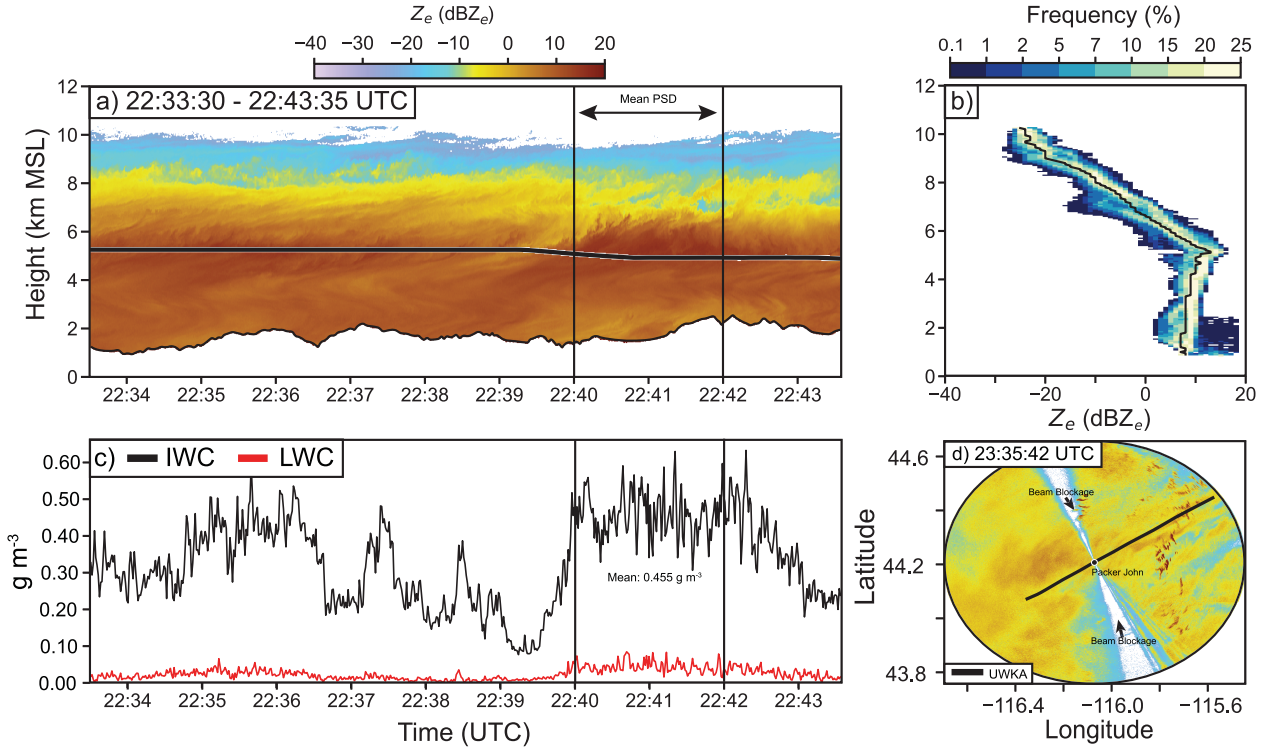 Z_e (dBZ_e)
−40 −30 −20 −10 0 10 20
Frequency (%)
0.1 1 2 5 7 10 15 20 25
a) 22:33:30 - 22:43:35 UTC
Mean PSD
b)
Height (km MSL)
12
10
8
6
4
2
0
22:34 22:35 22:36 22:37 22:38 22:39 22:40 22:41 22:42 22:43
12
10
8
6
4
2
0
−40 −20 0 20
Z_e (dBZ_e)
c) IWC LWC
g m⁻³
0.60
0.50
0.40
0.30
0.20
0.10
0.00
Mean: 0.455 g m⁻³
22:34 22:35 22:36 22:37 22:38 22:39 22:40 22:41 22:42 22:43
Time (UTC)
d) 23:35:42 UTC
Latitude
44.6
44.2
43.8
Beam Blockage
Packer John
Beam Blockage
UWKA
−116.4 −116.0 −115.6
Longitude